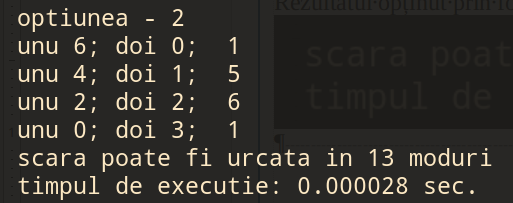 optiunea - 2
unu 6; doi 0;  1
unu 4; doi 1;  5
unu 2; doi 2;  6
unu 0; doi 3;  1
scara poate fi urcata in 13 moduri
timpul de executie: 0.000028 sec.
scara poat
timpul de